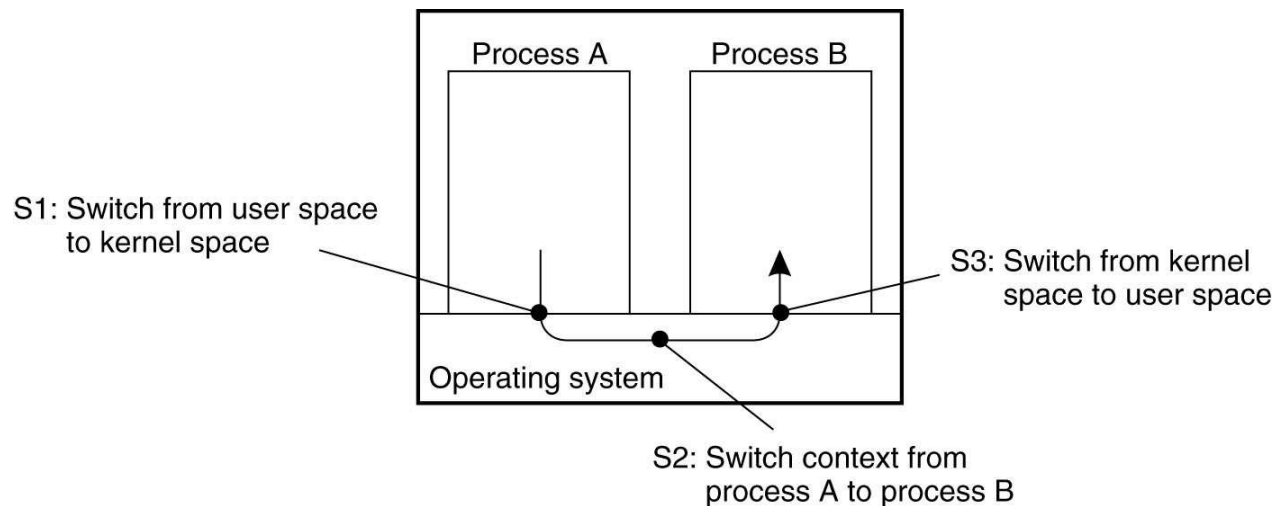 Process A
Process B
S1: Switch from user space
to kernel space
S3: Switch from kernel
space to user space
Operating system
S2: Switch context from
process A to process B